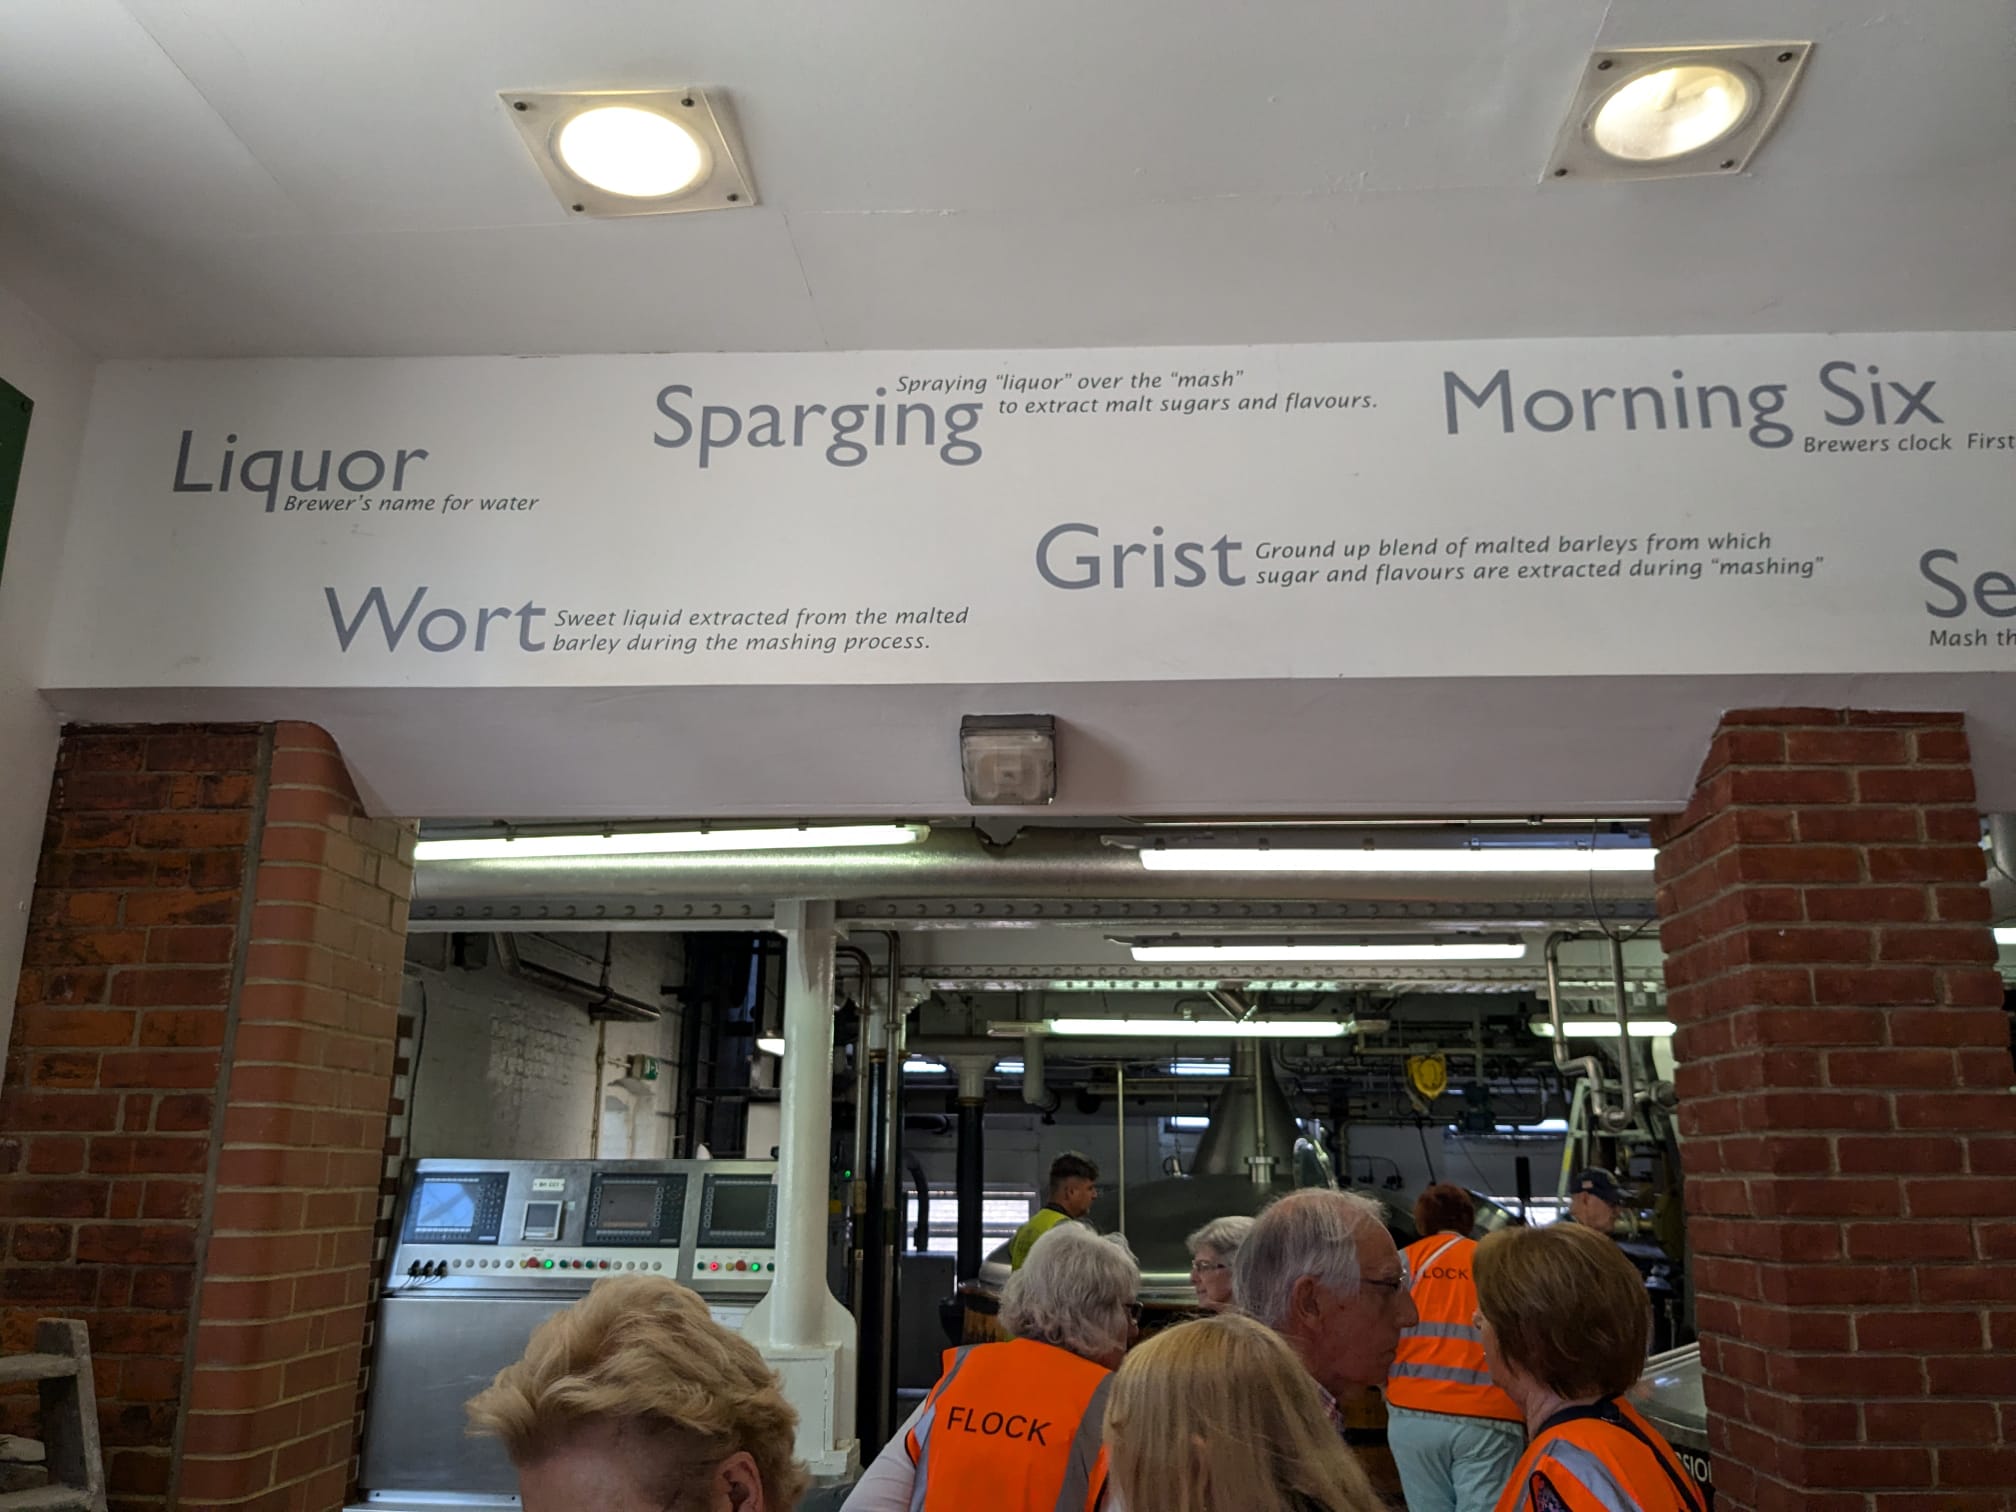 Liquor
Brewer's name for water
Sparging
Spraying "liquor" over the "mash"
to extract malt sugars and flavours.
Morning Six
Brewers clock First
Wort
Sweet liquid extracted from the malted
barley during the mashing process.
Grist
Ground up blend of malted barleys from which
sugar and flavours are extracted during "mashing"
Se
Mash th
FLOCK
LOCK